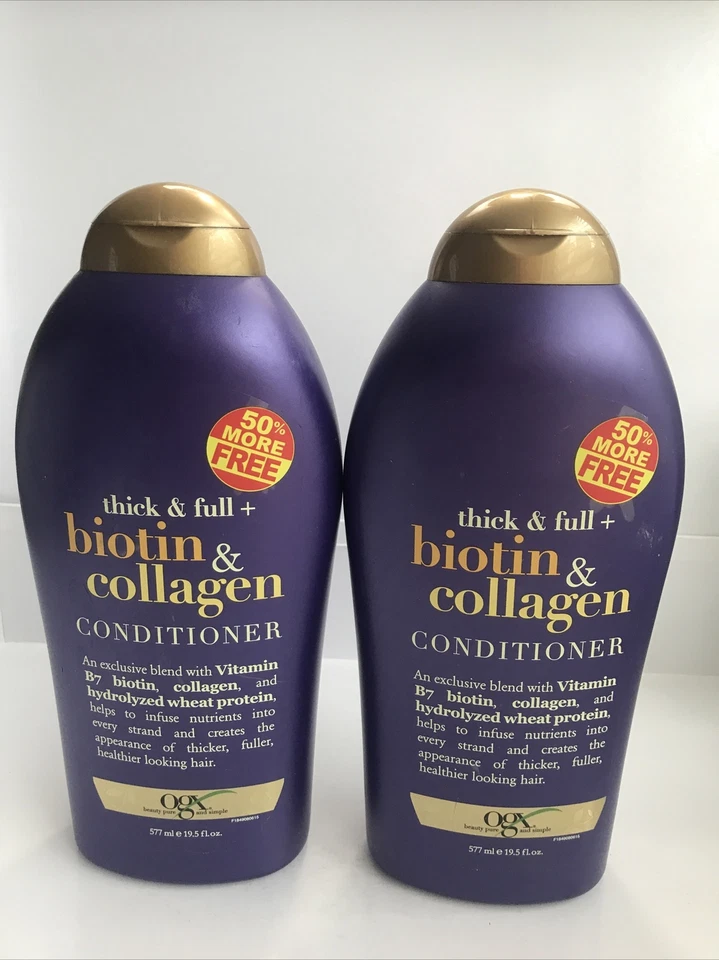 50%
MORE
FREE
thick & full +
biotin &
collagen
CONDITIONER
An exclusive blend with Vitamin
B7 biotin, collagen, and
hydrolyzed wheat protein,
helps to infuse nutrients into
every strand and creates the
appearance of thicker, fuller,
healthier looking hair.
Ogx
beauty pure and simple
577 ml e 19.5 fl.oz.
50%
MORE
FREE
thick & full +
biotin &
collagen
CONDITIONER
An exclusive blend with Vitamin
B7 biotin, collagen, and
hydrolyzed wheat protein,
helps to infuse nutrients into
every strand and creates the
appearance of thicker, fuller,
healthier looking hair.
Ogx
beauty pure and simple
577 ml e 19.5 fl.oz.